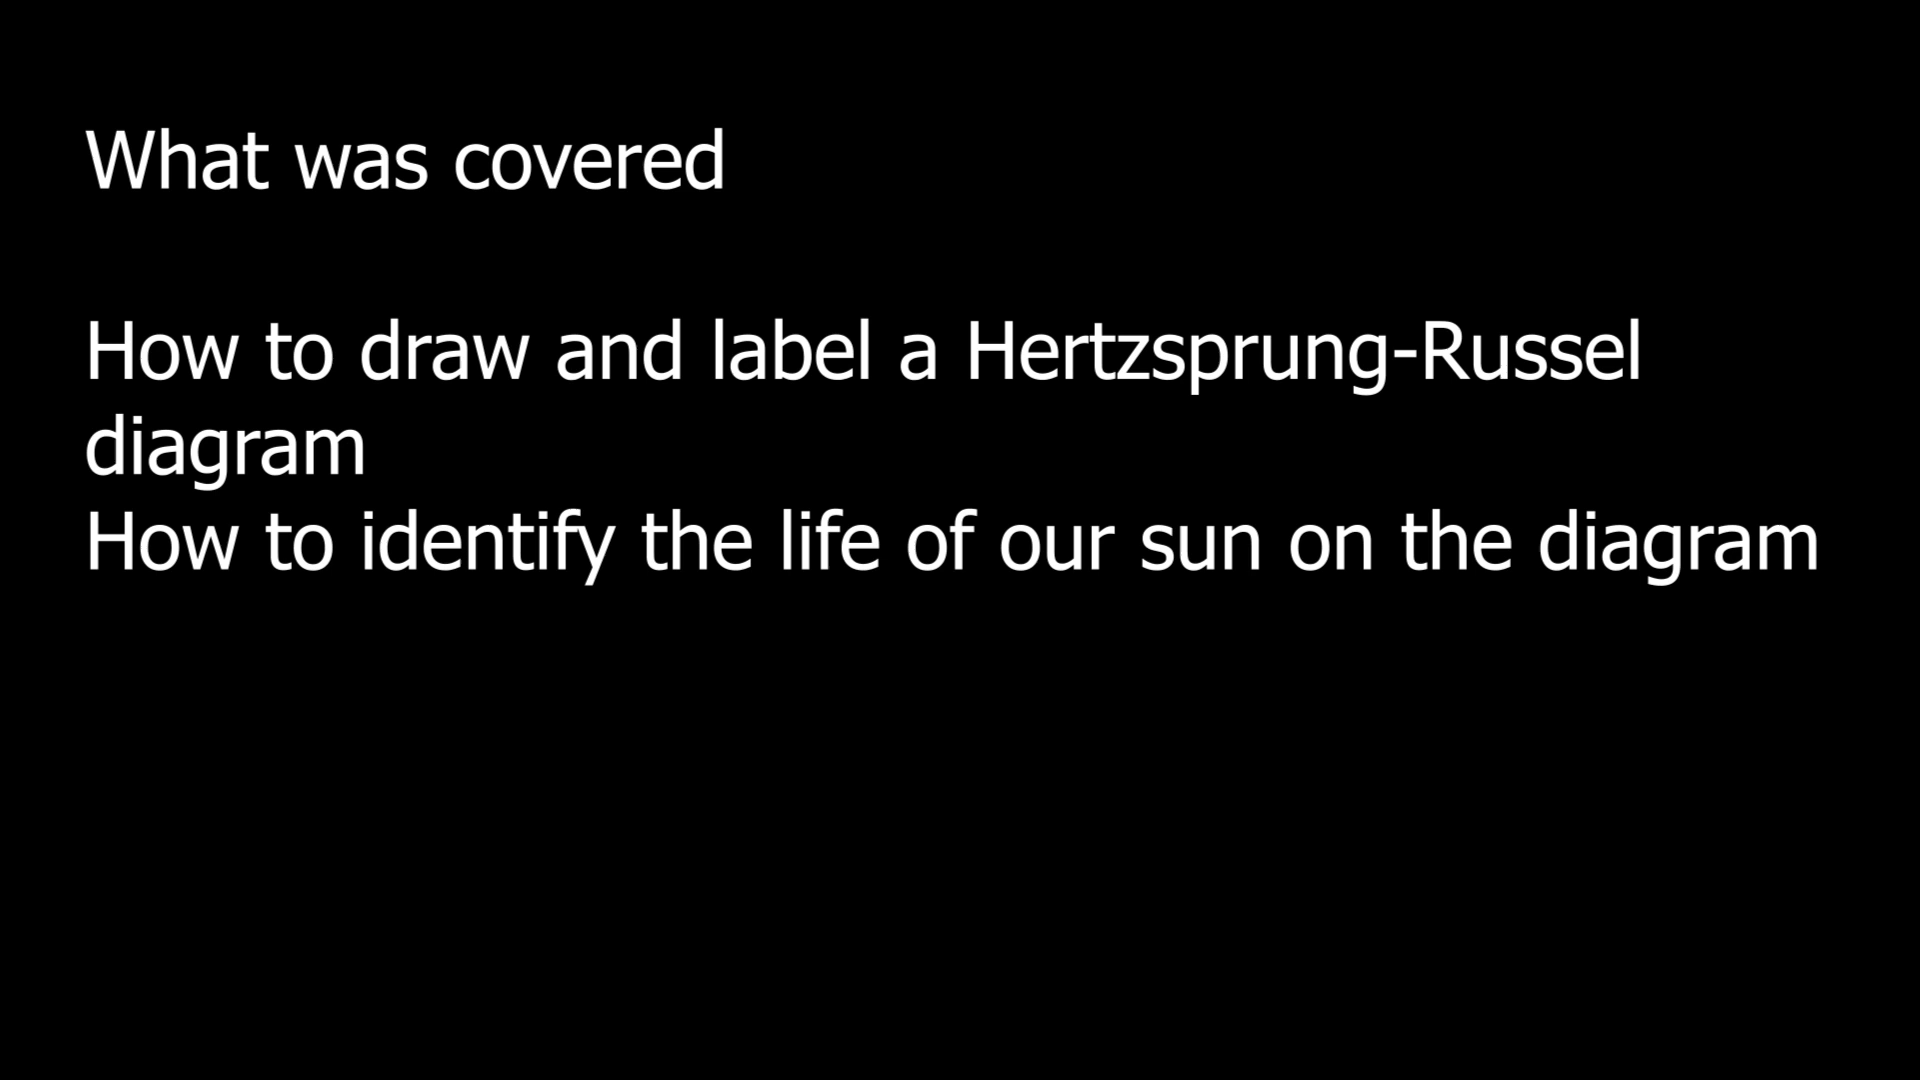 What was covered
How to draw and label a Hertzsprung-Russel
diagram
How to identify the life of our sun on the diagram